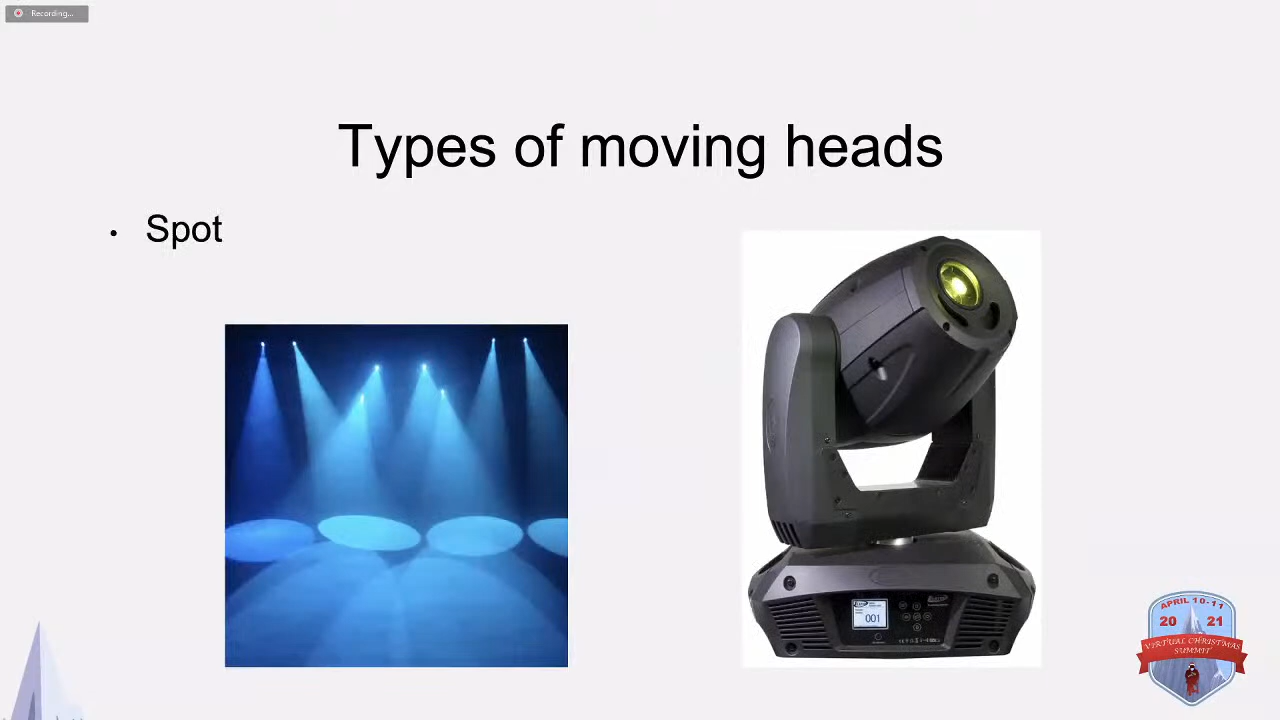 Recording...
Types of moving heads
• Spot
001
APRIL 10-11
20 21
VIRTUAL CHRISTMAS
SUMMIT